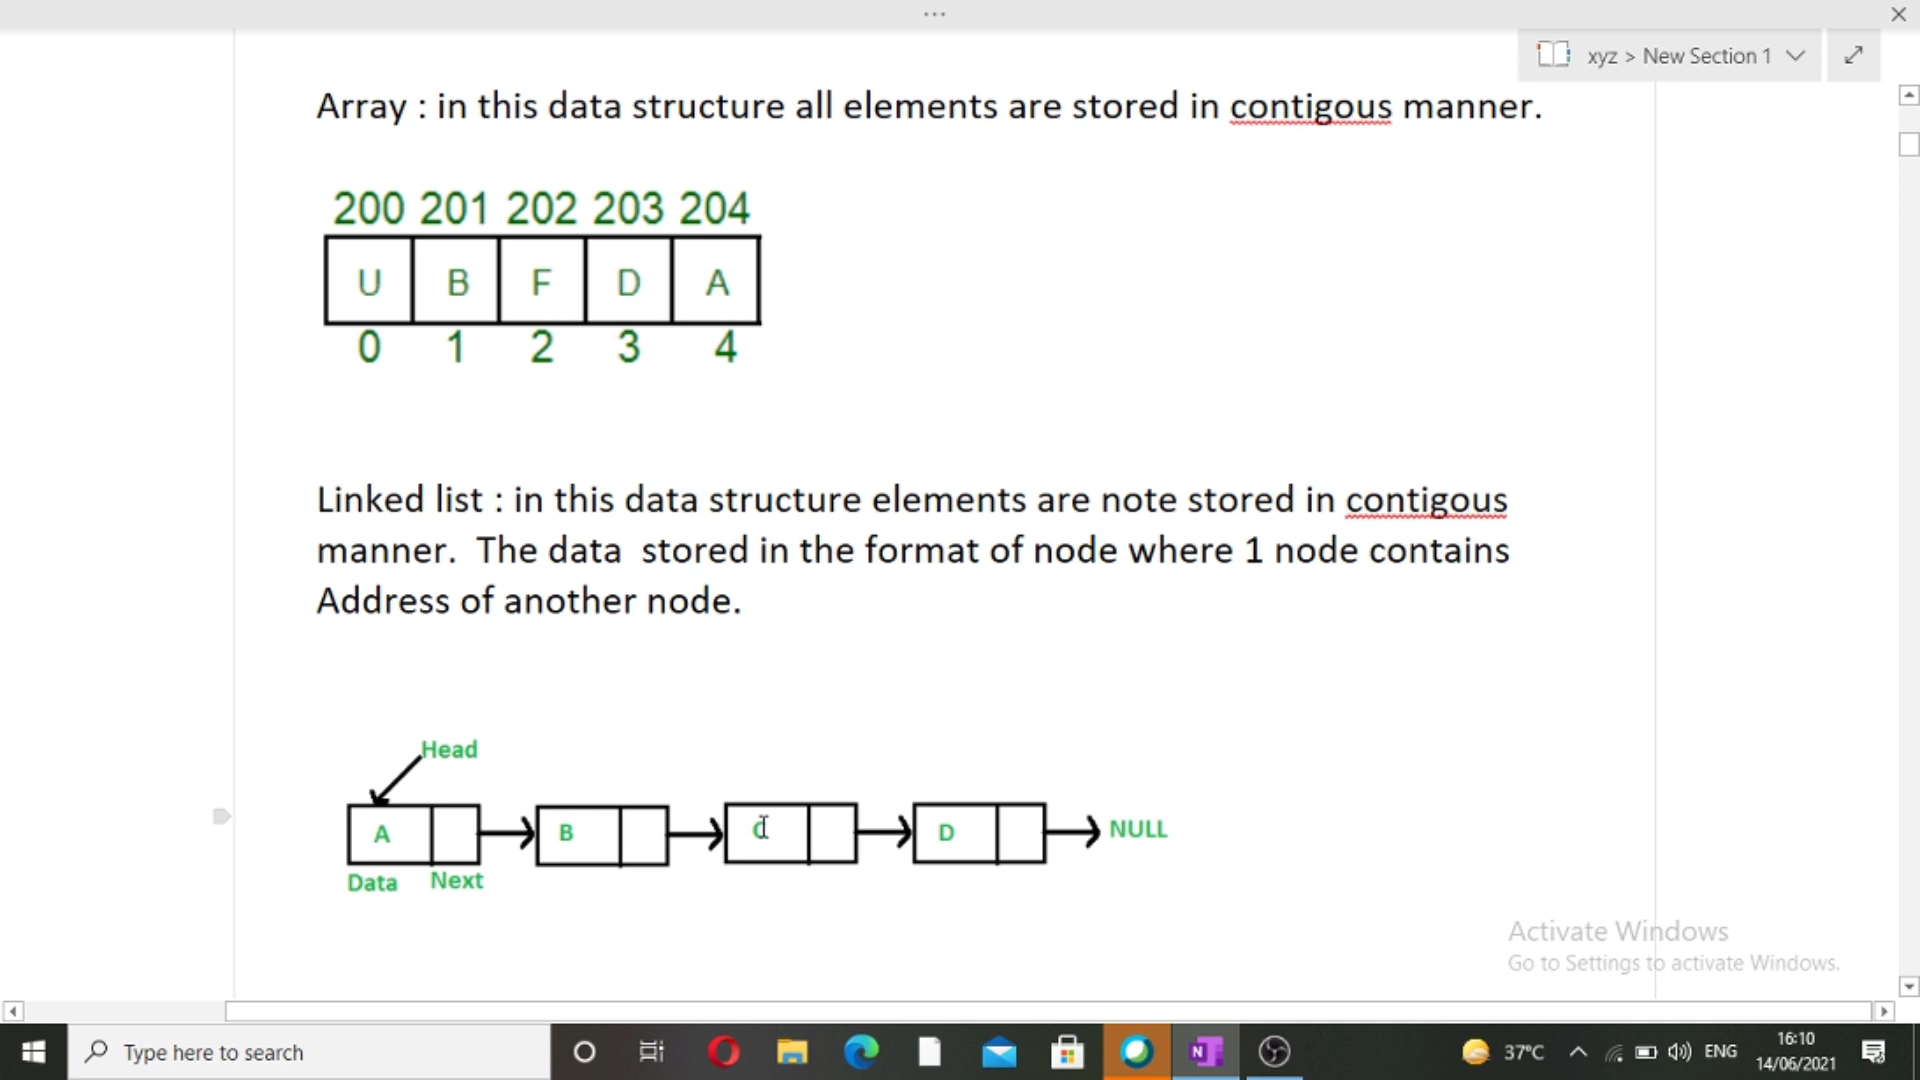 ...
xyz > New Section 1
Array : in this data structure all elements are stored in contigous manner.
200 201 202 203 204
U B F D A
0 1 2 3 4
Linked list : in this data structure elements are note stored in contigous
manner.  The data  stored in the format of node where 1 node contains
Address of another node.
Head
A B C D NULL
Data Next
Activate Windows
Go to Settings to activate Windows.
Type here to search
N
37°C
ENG
16:10
14/06/2021